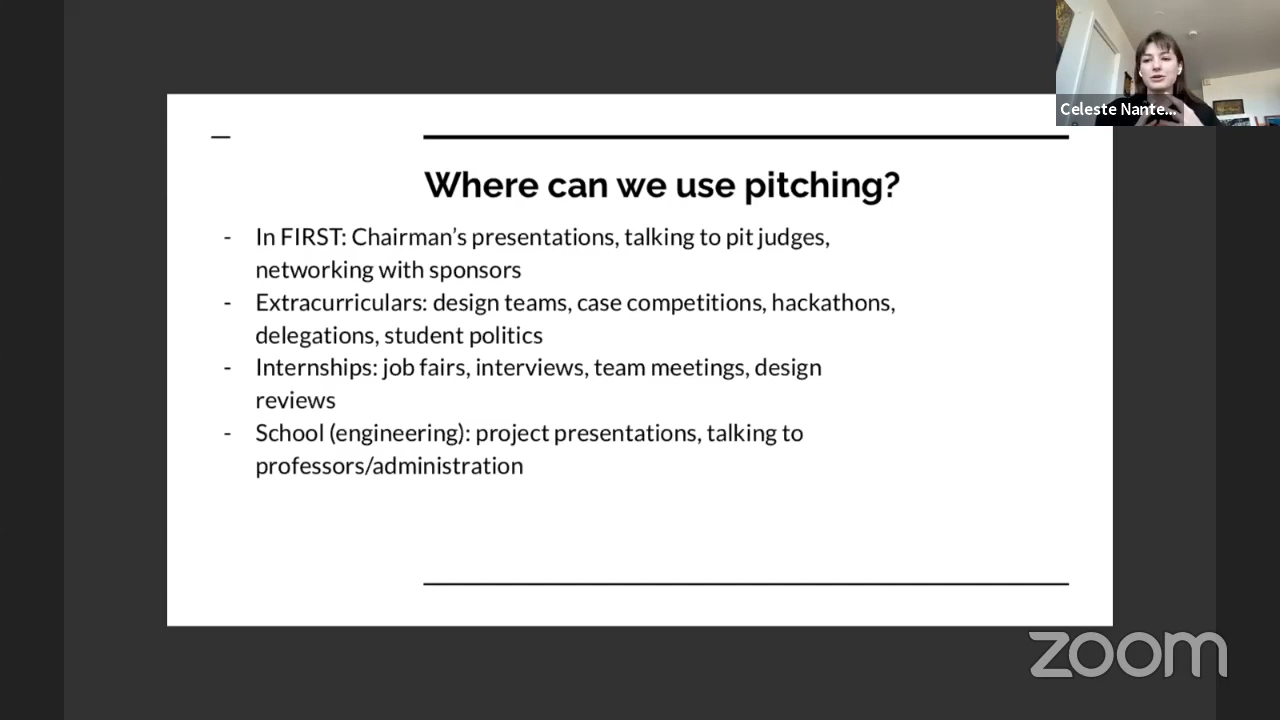 Celeste Nante...
Where can we use pitching?
- In FIRST: Chairman's presentations, talking to pit judges,
networking with sponsors
- Extracurriculars: design teams, case competitions, hackathons,
delegations, student politics
- Internships: job fairs, interviews, team meetings, design
reviews
- School (engineering): project presentations, talking to
professors/administration
zoom